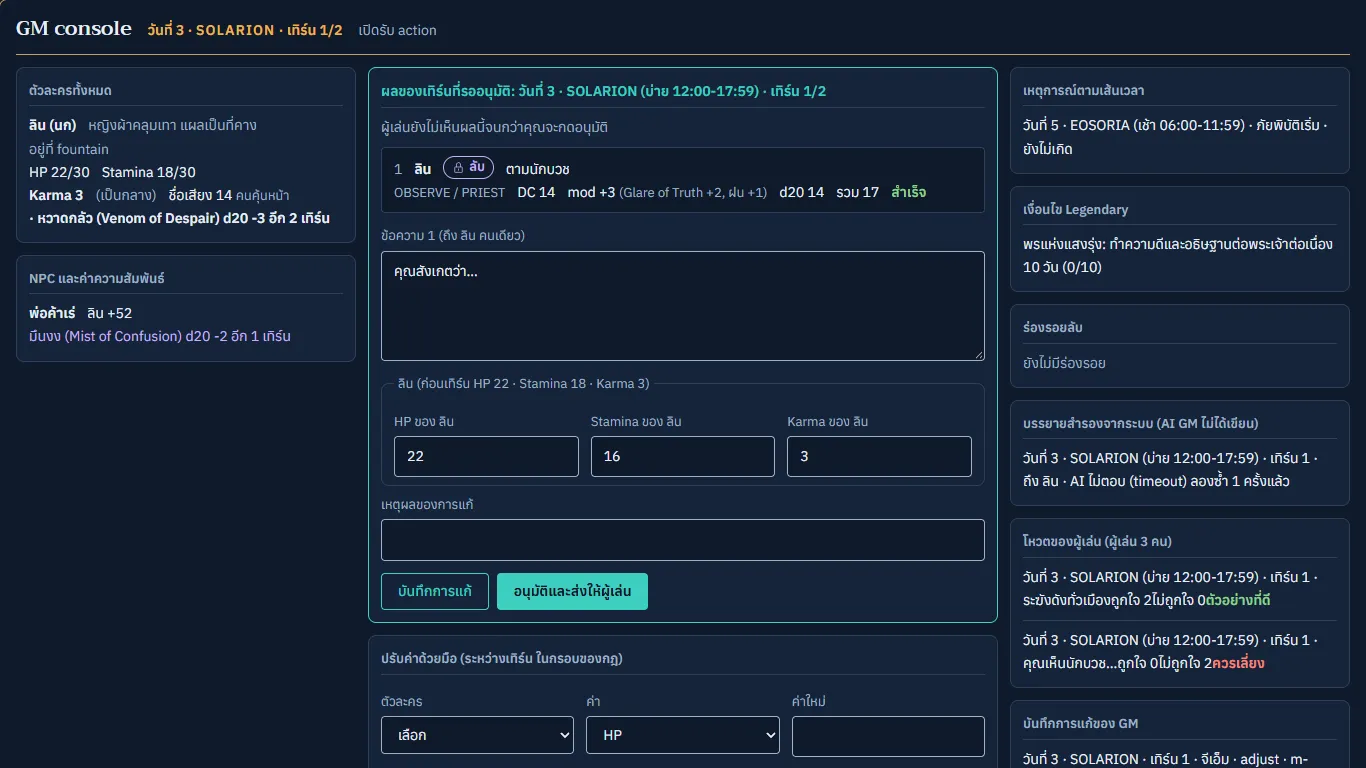 GM console วันที่ 3 · SOLARION · เทิร์น 1/2 เปิดรับ action
ตัวละครทั้งหมด
ลิน (นก) หญิงผ้าคลุมเทา แผลเป็นที่คาง
อยู่ที่ fountain
HP 22/30 Stamina 18/30
Karma 3 (เป็นกลาง) ชื่อเสียง 14 คนคุ้นหน้า
· หวาดกลัว (Venom of Despair) d20 -3 อีก 2 เทิร์น
NPC และค่าความสัมพันธ์
พ่อค้าเร่ ลิน +52
มึนงง (Mist of Confusion) d20 -2 อีก 1 เทิร์น
ผลของเทิร์นที่รออนุมัติ: วันที่ 3 · SOLARION (บ่าย 12:00-17:59) · เทิร์น 1/2
ผู้เล่นยังไม่เห็นผลนี้จนกว่าคุณจะกดอนุมัติ
1 ลิน ลับ ตามนักบวช
OBSERVE / PRIEST DC 14 mod +3 (Glare of Truth +2, ฝน +1) d20 14 รวม 17 สำเร็จ
ข้อความ 1 (ถึง ลิน คนเดียว)
คุณสังเกตว่า...
ลิน (ก่อนเทิร์น HP 22 · Stamina 18 · Karma 3)
HP ของ ลิน Stamina ของ ลิน Karma ของ ลิน
22 16 3
เหตุผลของการแก้
บันทึกการแก้ อนุมัติและส่งให้ผู้เล่น
ปรับค่าด้วยมือ (ระหว่างเทิร์น ในกรอบของกฎ)
ตัวละคร ค่า ค่าใหม่
เลือก HP
เหตุการณ์ตามเส้นเวลา
วันที่ 5 · EOSORIA (เช้า 06:00-11:59) · ภัยพิบัติเริ่ม ·
ยังไม่เกิด
เงื่อนไข Legendary
พรแห่งแสงรุ่ง: ทำความดีและอธิษฐานต่อพระเจ้าต่อเนื่อง
10 วัน (0/10)
ร่องรอยลับ
ยังไม่มีร่องรอย
บรรยายสำรองจากระบบ (AI GM ไม่ได้เขียน)
วันที่ 3 · SOLARION (บ่าย 12:00-17:59) · เทิร์น 1 ·
ถึง ลิน · AI ไม่ตอบ (timeout) ลองซ้ำ 1 ครั้งแล้ว
โหวตของผู้เล่น (ผู้เล่น 3 คน)
วันที่ 3 · SOLARION (บ่าย 12:00-17:59) · เทิร์น 1 ·
ระฆังดังทั่วเมืองถูกใจ 2ไม่ถูกใจ 0ตัวอย่างที่ดี
วันที่ 3 · SOLARION (บ่าย 12:00-17:59) · เทิร์น 1 ·
คุณเห็นนักบวช...ถูกใจ 0ไม่ถูกใจ 2ควรเลี่ยง
บันทึกการแก้ของ GM
วันที่ 3 · SOLARION · เทิร์น 1 · จีเอ็ม · adjust · m-